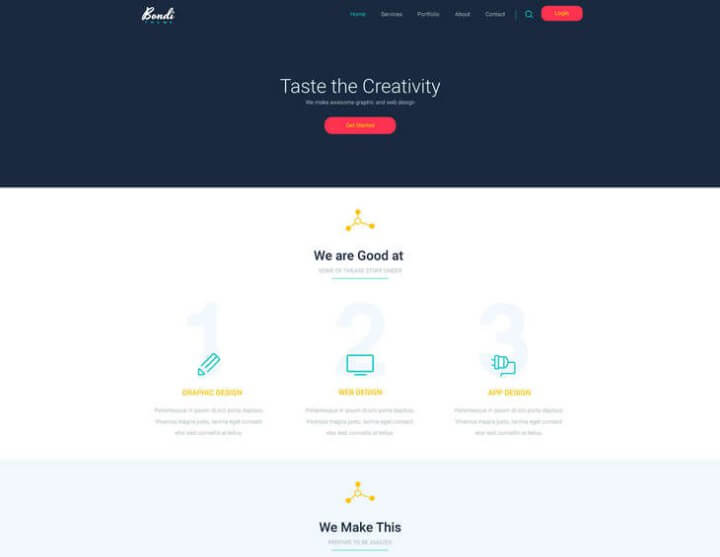 Bondi
THEME
Home Services Portfolio About Contact Login
Taste the Creativity
We make awesome graphic and web design
Get Started
We are Good at
SOME OF THEASE STUFF UNDER
1 2 3
GRAPHIC DESIGN WEB DESIGN APP DESIGN
Pellentesque in ipsum id orci porta dapibus. Pellentesque in ipsum id orci porta dapibus. Pellentesque in ipsum id orci porta dapibus.
Vivamus magna justo, lacinia eget consect Vivamus magna justo, lacinia eget consect Vivamus magna justo, lacinia eget consect
etur sed, convallis at tellus. etur sed, convallis at tellus. etur sed, convallis at tellus.
We Make This
PREPARE TO BE AMAZED